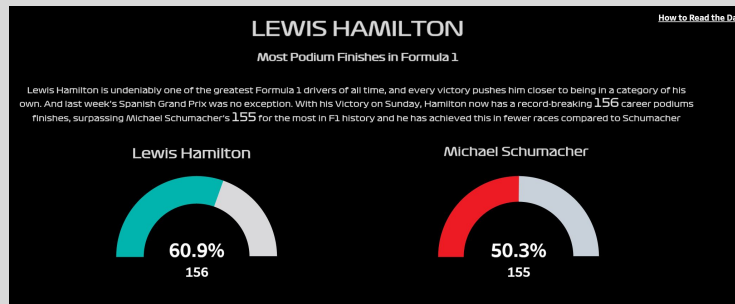 LEWIS HAMILTON
How to Read the Da
Most Podium Finishes in Formula 1
Lewis Hamilton is undeniably one of the greatest Formula 1 drivers of all time, and every victory pushes him closer to being in a category of his
own. And last week's Spanish Grand Prix was no exception. With his Victory on Sunday, Hamilton now has a record-breaking 156 career podiums
finishes, surpassing Michael Schumacher's 155 for the most in F1 history and he has achieved this in fewer races compared to Schumacher
Lewis Hamilton
Michael Schumacher
60.9%
156
50.3%
155